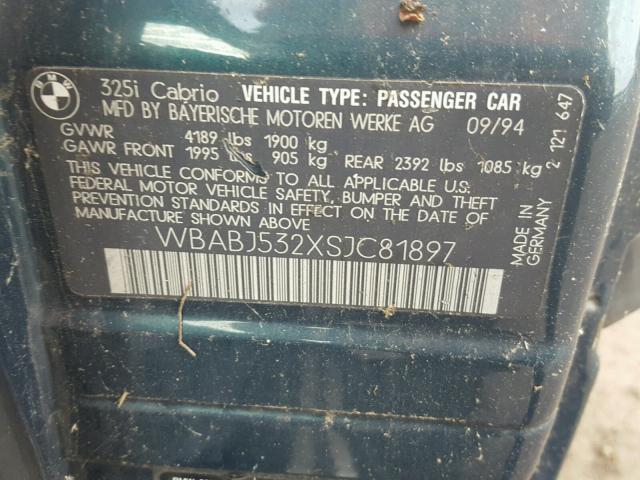 BMW
325i Cabrio VEHICLE TYPE: PASSENGER CAR
MFD BY BAYERISCHE MOTOREN WERKE AG 09/94
GVWR 4189 lbs 1900 kg
GAWR FRONT 1995 lbs 905 kg REAR 2392 lbs 1085 kg
THIS VEHICLE CONFORMS TO ALL APPLICABLE U.S.
FEDERAL MOTOR VEHICLE SAFETY, BUMPER AND THEFT
PREVENTION STANDARDS IN EFFECT ON THE DATE OF
MANUFACTURE SHOWN ABOVE
WBABJ532XSJC81897
MADE IN
GERMANY
2 121 647